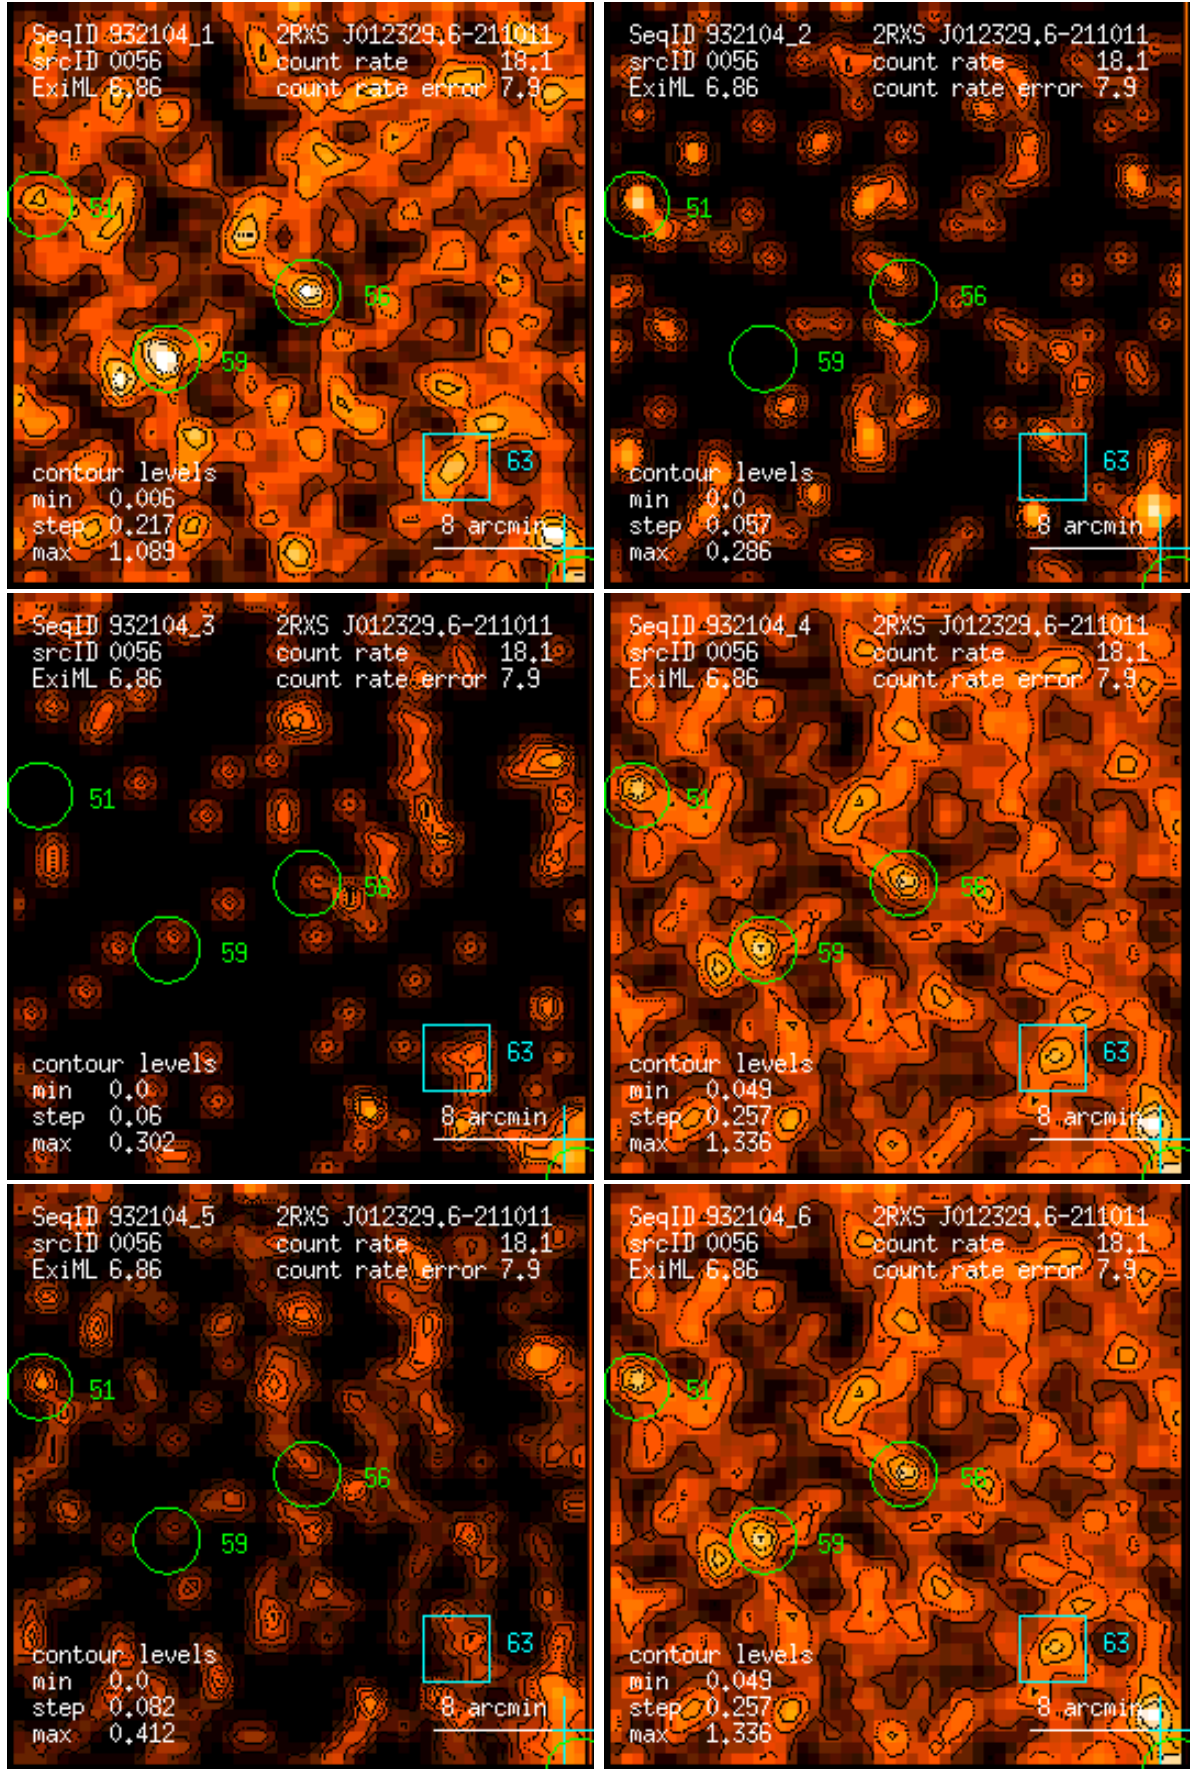 SeqID 932104_1 2RXS J012329.6-211011
srcID 0056 count rate 18.1
ExiML 6.86 count rate error 7.9
51
56
59
63
contour levels
min 0.006
step 0.217
max 1.089
8 arcmin
SeqID 932104_2 2RXS J012329.6-211011
srcID 0056 count rate 18.1
ExiML 6.86 count rate error 7.9
51
56
59
63
contour levels
min 0.0
step 0.057
max 0.286
8 arcmin
SeqID 932104_3 2RXS J012329.6-211011
srcID 0056 count rate 18.1
ExiML 6.86 count rate error 7.9
51
56
59
63
contour levels
min 0.0
step 0.06
max 0.302
8 arcmin
SeqID 932104_4 2RXS J012329.6-211011
srcID 0056 count rate 18.1
ExiML 6.86 count rate error 7.9
51
56
59
63
contour levels
min 0.049
step 0.257
max 1.336
8 arcmin
SeqID 932104_5 2RXS J012329.6-211011
srcID 0056 count rate 18.1
ExiML 6.86 count rate error 7.9
51
56
59
63
contour levels
min 0.0
step 0.082
max 0.412
8 arcmin
SeqID 932104_6 2RXS J012329.6-211011
srcID 0056 count rate 18.1
ExiML 6.86 count rate error 7.9
51
56
59
63
contour levels
min 0.049
step 0.257
max 1.336
8 arcmin